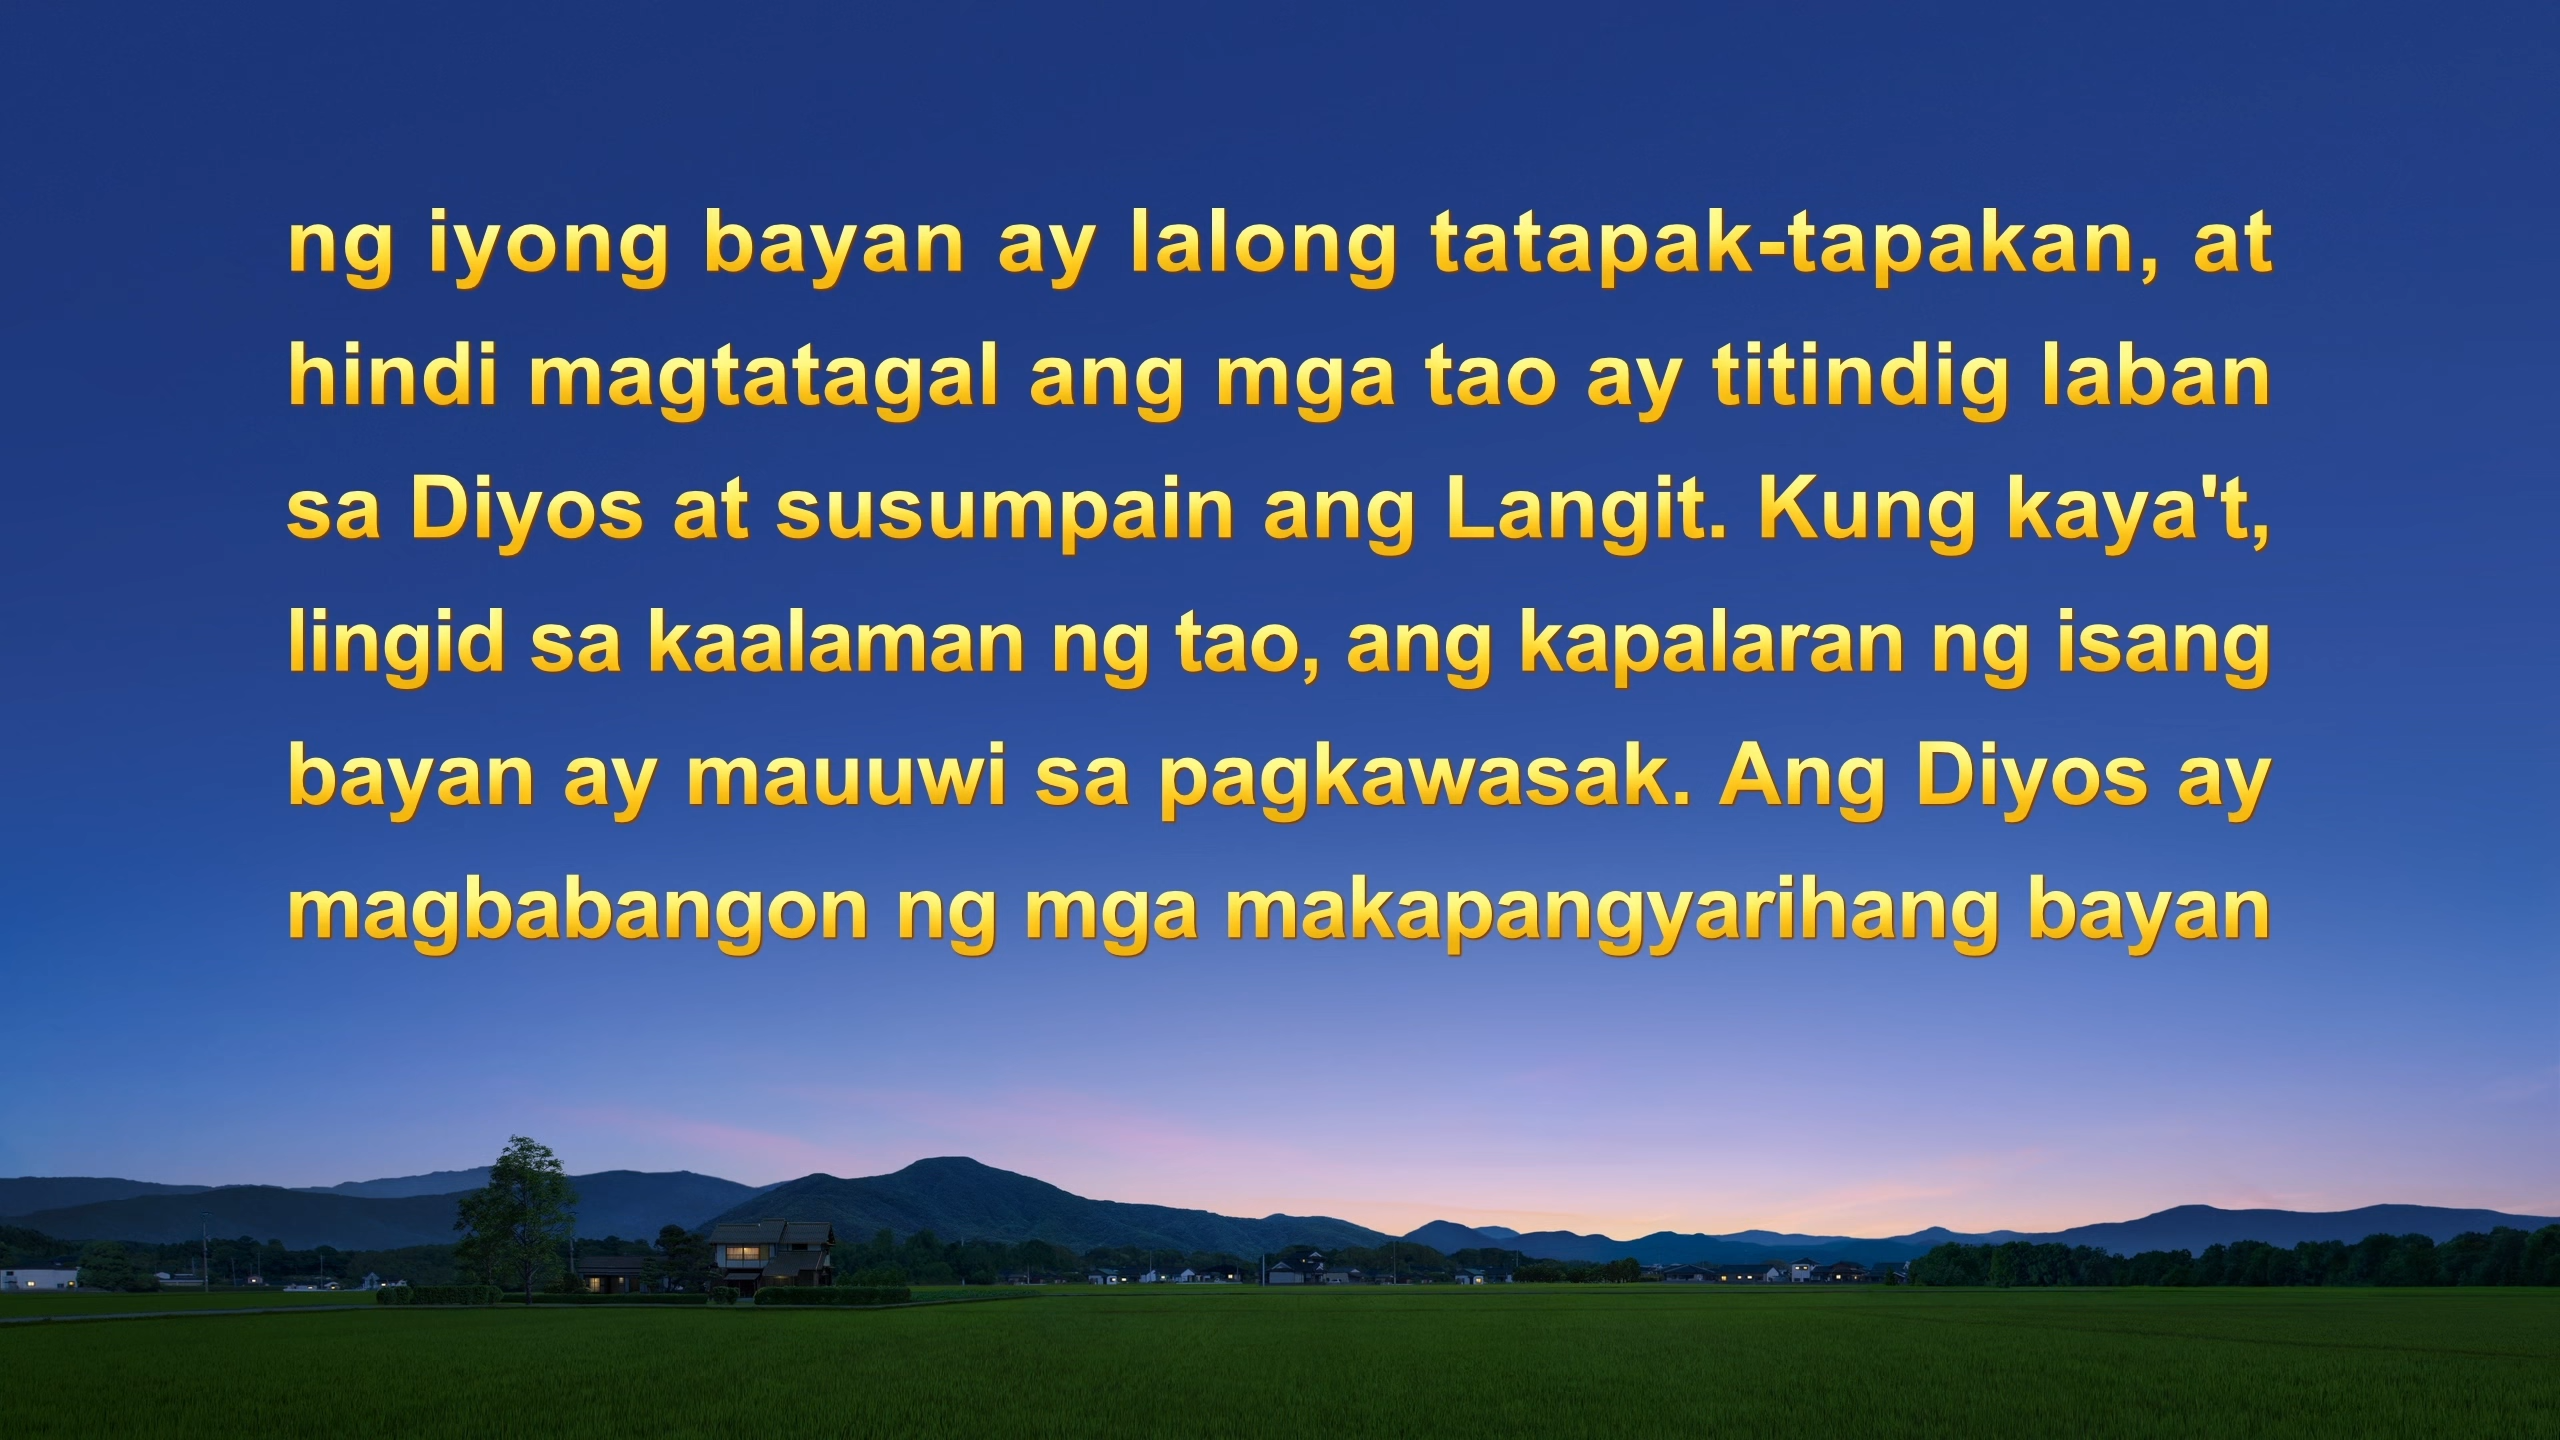 ng iyong bayan ay lalong tatapak-tapakan, at
hindi magtatagal ang mga tao ay titindig laban
sa Diyos at susumpain ang Langit. Kung kaya't,
lingid sa kaalaman ng tao, ang kapalaran ng isang
bayan ay mauuwi sa pagkawasak. Ang Diyos ay
magbabangon ng mga makapangyarihang bayan